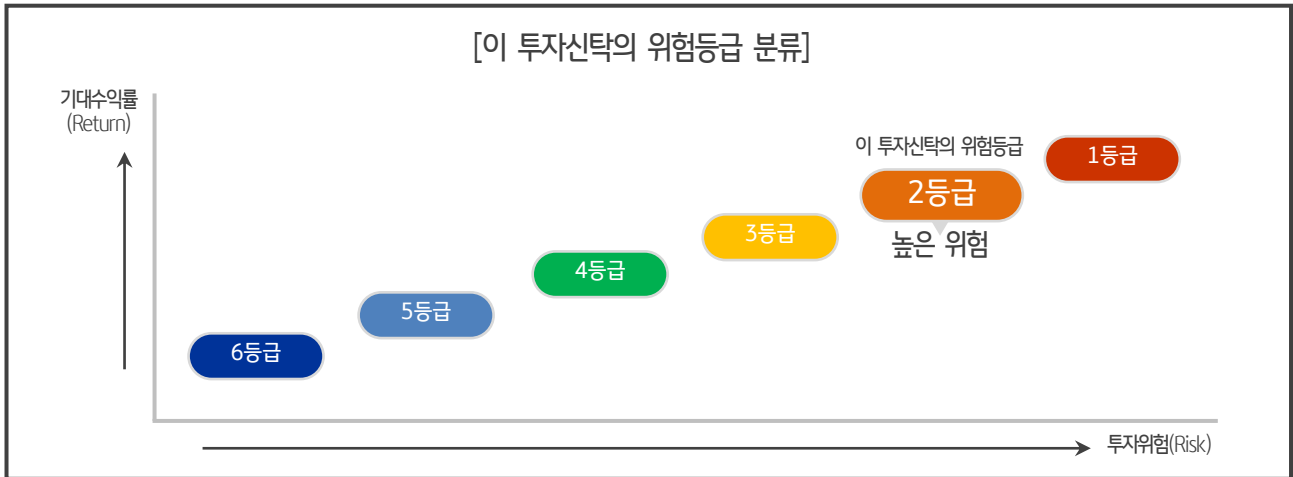 [이 투자신탁의 위험등급 분류]
기대수익률
(Return)
이 투자신탁의 위험등급
1등급
2등급
높은 위험
3등급
4등급
5등급
6등급
투자위험(Risk)